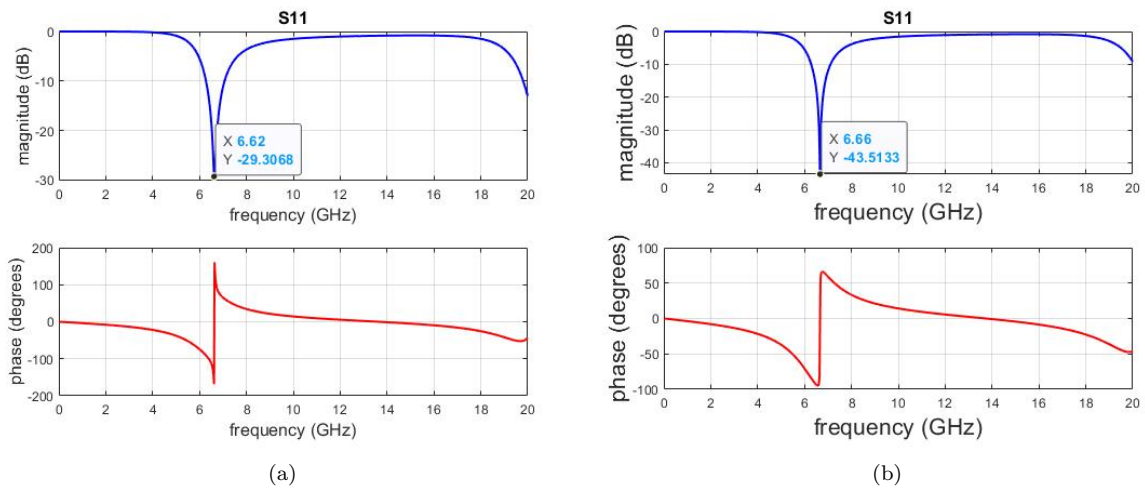 S11
0
-10
-20
-30
magnitude (dB)
X 6.62
Y -29.3068
0 2 4 6 8 10 12 14 16 18 20
frequency (GHz)
200
100
0
-100
-200
phase (degrees)
0 2 4 6 8 10 12 14 16 18 20
frequency (GHz)
(a)
S11
0
-10
-20
-30
-40
magnitude (dB)
X 6.66
Y -43.5133
0 2 4 6 8 10 12 14 16 18 20
frequency (GHz)
100
50
0
-50
-100
phase (degrees)
0 2 4 6 8 10 12 14 16 18 20
frequency (GHz)
(b)